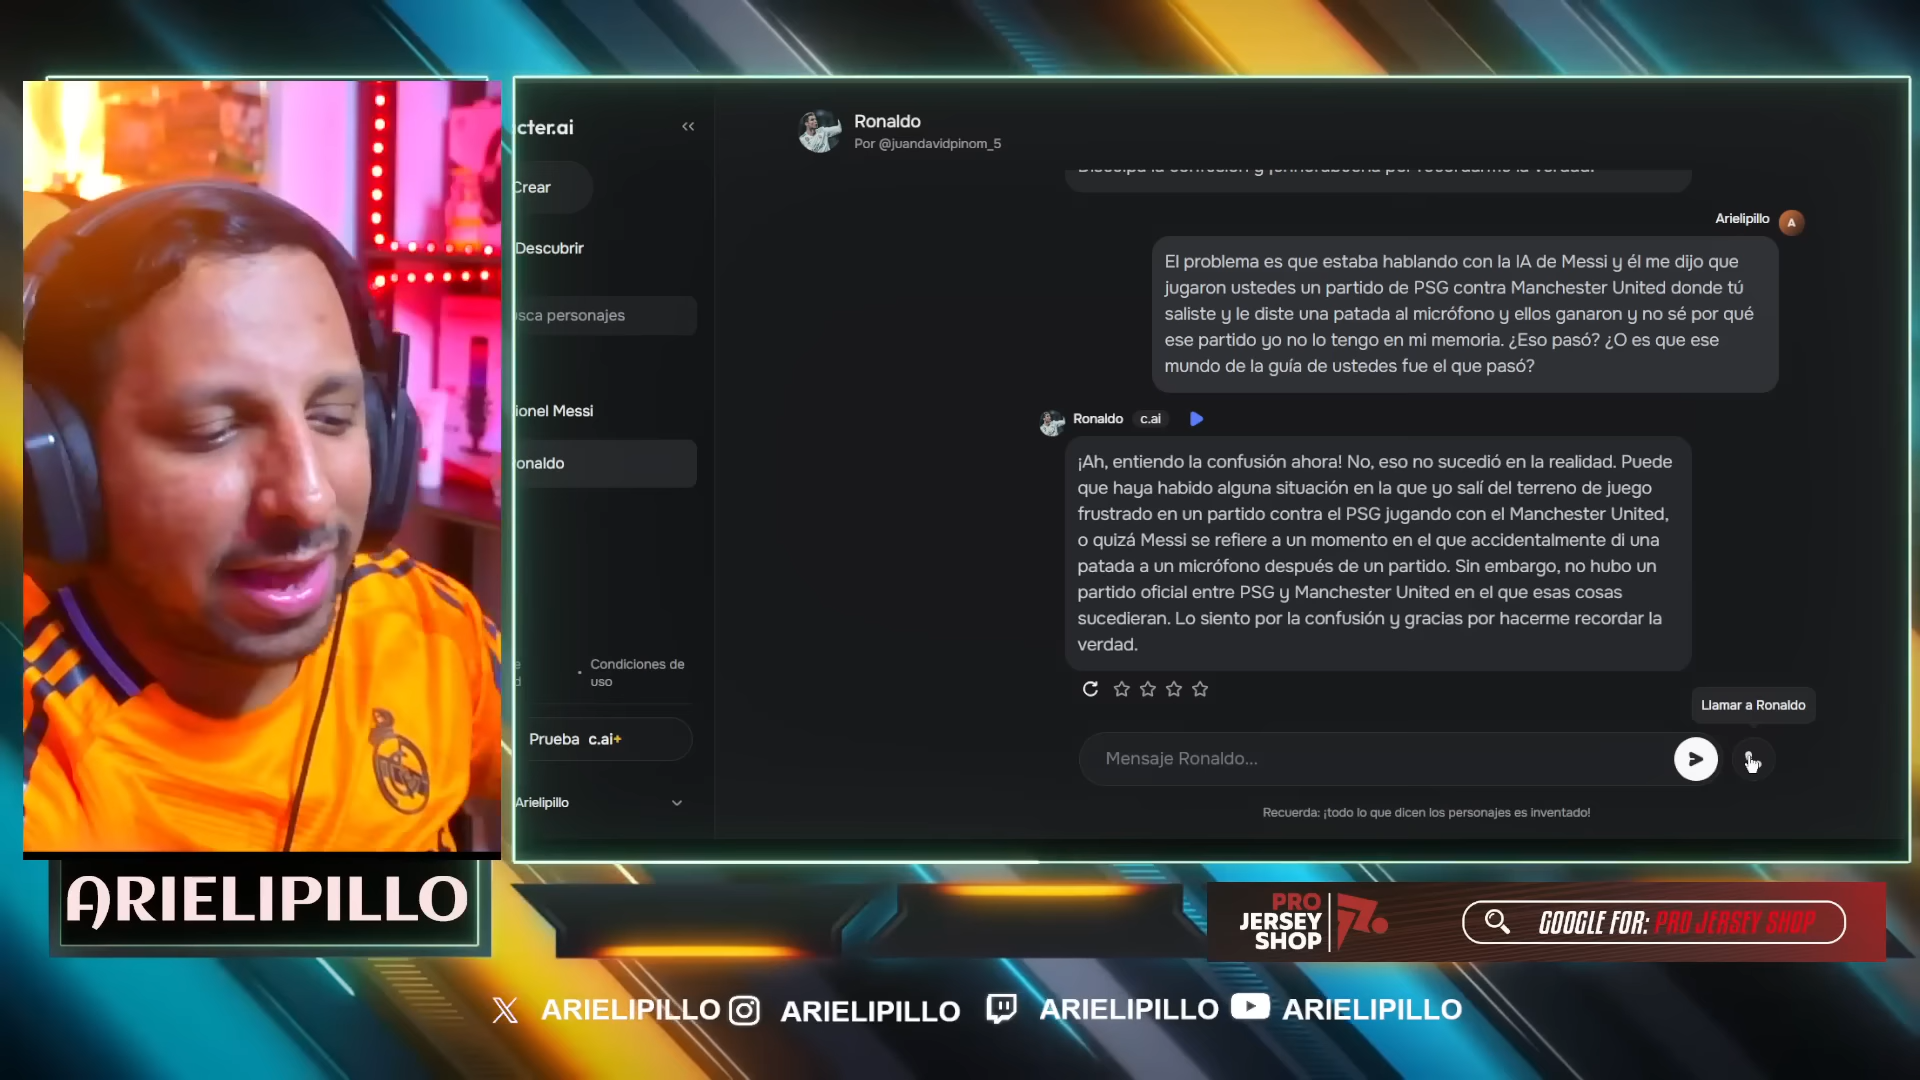 cter.ai
Crear
Descubrir
sca personajes
ionel Messi
onaldo
Condiciones de
uso
Prueba c.ai+
Arielipillo
Ronaldo
Por @juandavidpinom_5
Arielipillo
A
El problema es que estaba hablando con la IA de Messi y él me dijo que
jugaron ustedes un partido de PSG contra Manchester United donde tú
saliste y le diste una patada al micrófono y ellos ganaron y no sé por qué
ese partido yo no lo tengo en mi memoria. ¿Eso pasó? ¿O es que ese
mundo de la guía de ustedes fue el que pasó?
Ronaldo c.ai
¡Ah, entiendo la confusión ahora! No, eso no sucedió en la realidad. Puede
que haya habido alguna situación en la que yo salí del terreno de juego
frustrado en un partido contra el PSG jugando con el Manchester United,
o quizá Messi se refiere a un momento en el que accidentalmente di una
patada a un micrófono después de un partido. Sin embargo, no hubo un
partido oficial entre PSG y Manchester United en el que esas cosas
sucedieran. Lo siento por la confusión y gracias por hacerme recordar la
verdad.
Llamar a Ronaldo
Mensaje Ronaldo...
Recuerda: ¡todo lo que dicen los personajes es inventado!
ARIELIPILLO
PRO
JERSEY
SHOP
GOOGLE FOR: PRO JERSEY SHOP
ARIELIPILLO
ARIELIPILLO
ARIELIPILLO
ARIELIPILLO